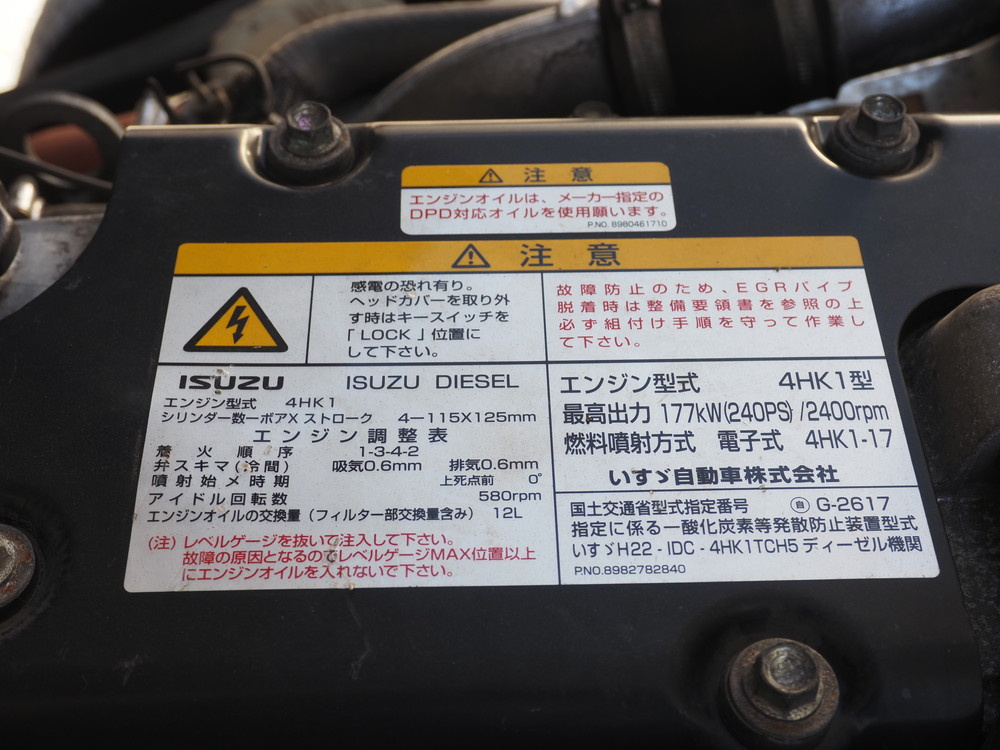 ⚠ 注意
エンジンオイルは、メーカー指定の
DPD対応オイルを使用願います。
P.NO. 8980461710
⚠ 注意
感電の恐れ有り。
ヘッドカバーを取り外
す時はキースイッチを
「LOCK」位置に
して下さい。
故障防止のため、EGRパイプ
脱着時は整備要領書を参照の上
必ず組付け手順を守って作業し
て下さい。
ISUZU ISUZU DIESEL
エンジン型式 4HK1
シリンダー数ーボアX ストローク 4ー115X125mm
エンジン調整表
着火順序 1-3-4-2
弁スキマ(冷間) 吸気0.6mm 排気0.6mm
噴射始メ時期 上死点前 0°
アイドル回転数 580rpm
エンジンオイルの交換量(フィルター部交換量含み) 12L
(注) レベルゲージを抜いて注入して下さい。
故障の原因となるのでレベルゲージMAX位置以上
にエンジンオイルを入れないで下さい。
エンジン型式 4HK1型
最高出力 177kW(240PS)/2400rpm
燃料噴射方式 電子式 4HK1-17
いすゞ自動車株式会社
国土交通省型式指定番号 ㊐ G-2617
指定に係る一酸化炭素等発散防止装置型式
いすゞH22-IDC-4HK1TCH5 ディーゼル機関
P.NO.8982782840